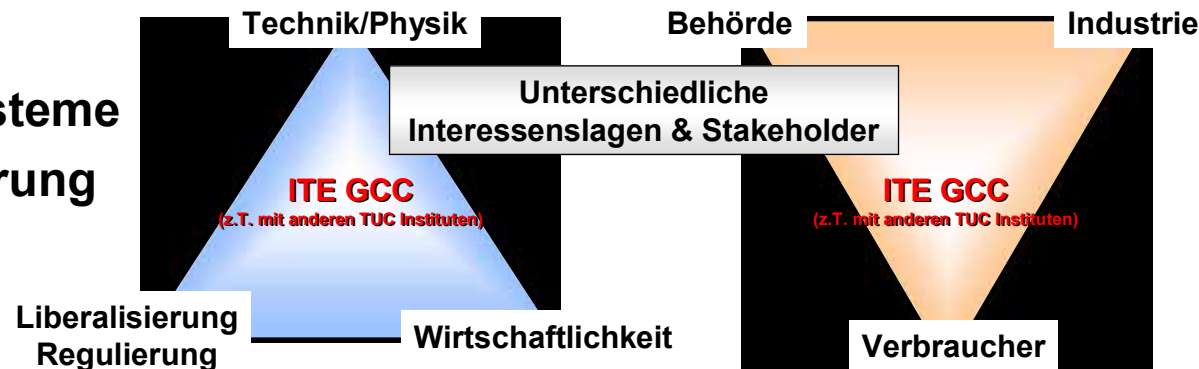 Technik/Physik
Behörde
Industrie
Unterschiedliche
Interessenslagen & Stakeholder
steme
rung
ITE GCC
(z.T. mit anderen TUC Instituten)
ITE GCC
(z.T. mit anderen TUC Instituten)
Liberalisierung
Regulierung
Wirtschaftlichkeit
Verbraucher